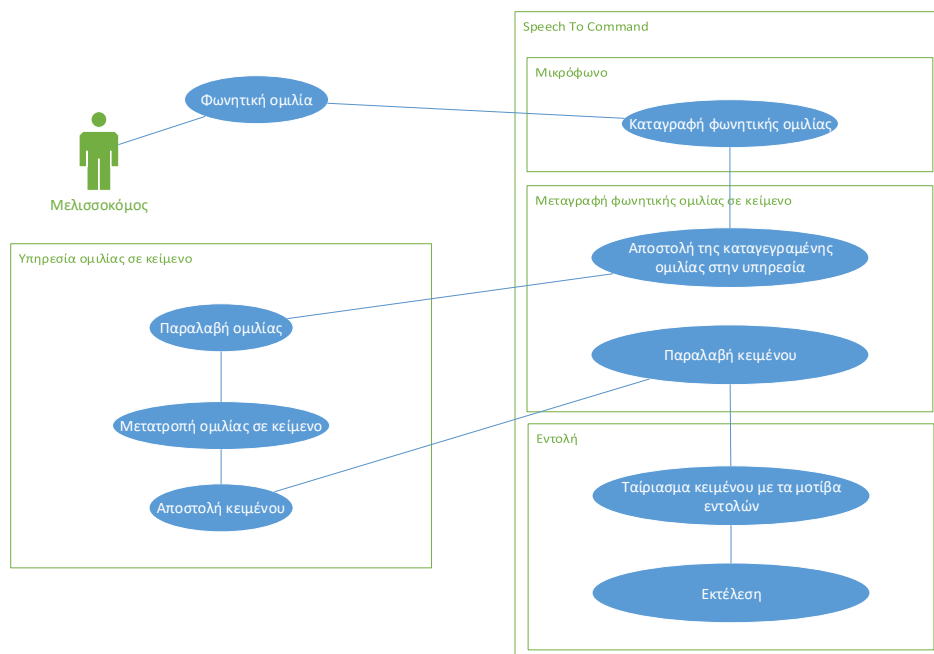 Speech To Command
Μικρόφωνο
Φωνητική ομιλία
Καταγραφή φωνητικής ομιλίας
Μελισσοκόμος
Μεταγραφή φωνητικής ομιλίας σε κείμενο
Αποστολή της καταγεγραμένης
ομιλίας στην υπηρεσία
Υπηρεσία ομιλίας σε κείμενο
Παραλαβή ομιλίας
Παραλαβή κειμένου
Μετατροπή ομιλίας σε κείμενο
Αποστολή κειμένου
Εντολή
Ταίριασμα κειμένου με τα μοτίβα
εντολών
Εκτέλεση